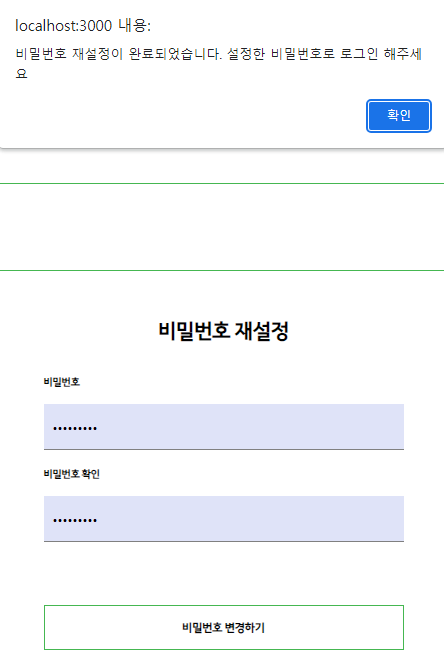 localhost:3000 내용:
비밀번호 재설정이 완료되었습니다. 설정한 비밀번호로 로그인 해주세
요
확인
비밀번호 재설정
비밀번호
•••••••••
비밀번호 확인
•••••••••
비밀번호 변경하기